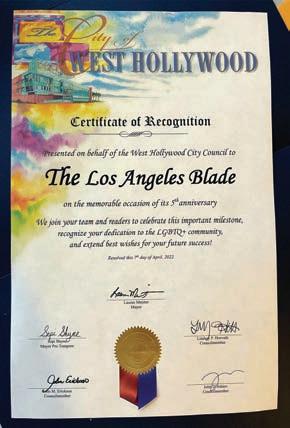 The City of
WEST HOLLYWOOD
Certificate of Recognition
Presented on behalf of the West Hollywood City Council to
The Los Angeles Blade
on the memorable occasion of its 5th anniversary
We join your team and readers to celebrate this important milestone,
recognize your dedication to the LGBTQ+ community,
and extend best wishes for your future success!
Resolved this 7th day of April, 2022
Lauren Meister
Mayor
Sepi Shyne
Mayor Pro Tempore
Lindsey P. Horvath
Councilmember
John M. Erickson
Councilmember
Councilmember